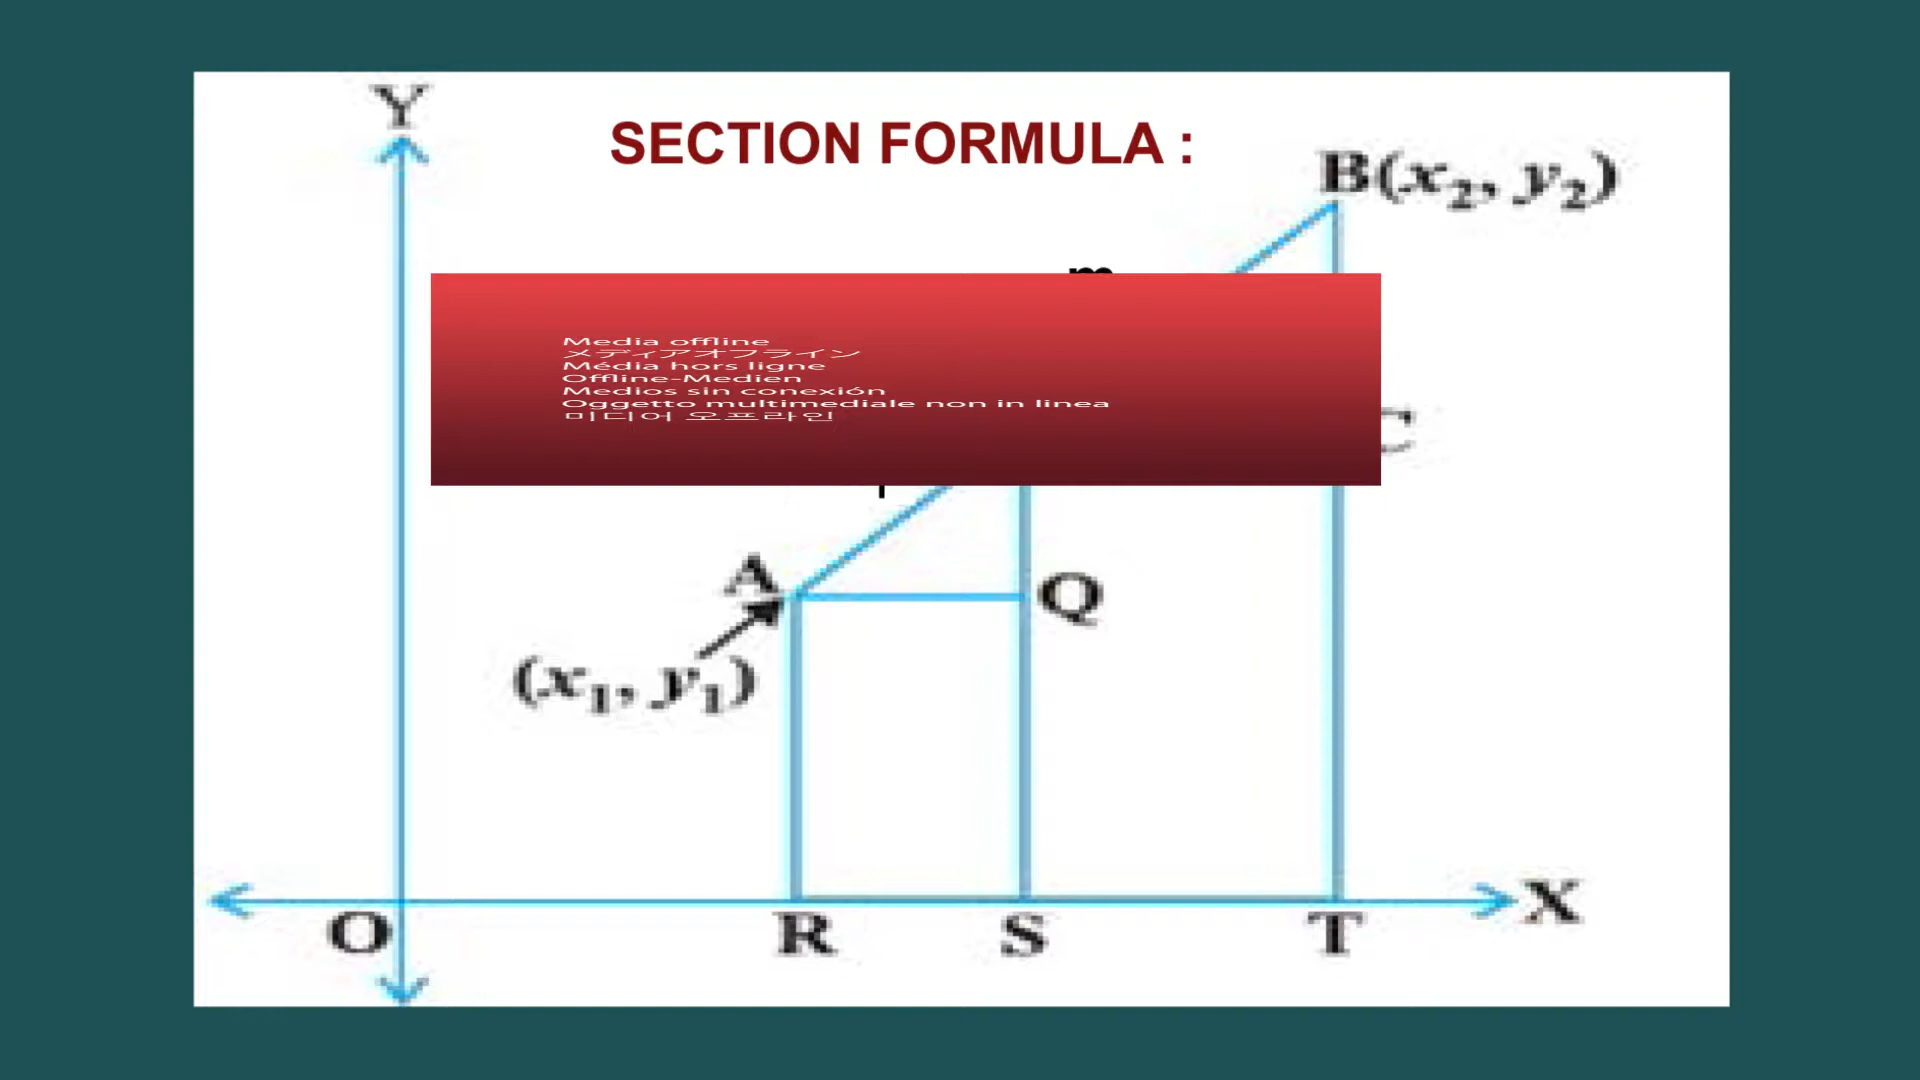 Y
SECTION FORMULA :
B(x₂, y₂)
Media offline
メディアオフライン
Média hors ligne
Offline-Medien
Medios sin conexión
Oggetto multimediale non in linea
미디어 오프라인
C
A
Q
(x₁, y₁)
X
O
R
S
T